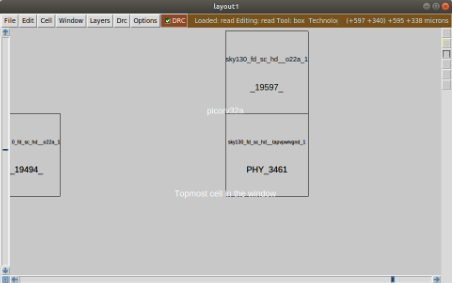 layout1
File Edit Cell Window Layers Drc Options DRC Loaded: read Editing: read Tool: box Technolo (+597 +340) +595 +338 microns
sky130_fd_sc_hd__o22a_1
_19597_
picorv32a
_fd_sc_hd__o22a_1
sky130_fd_sc_hd__tapvpwrvgnd_1
_19494_
PHY_3461
Topmost cell in the window